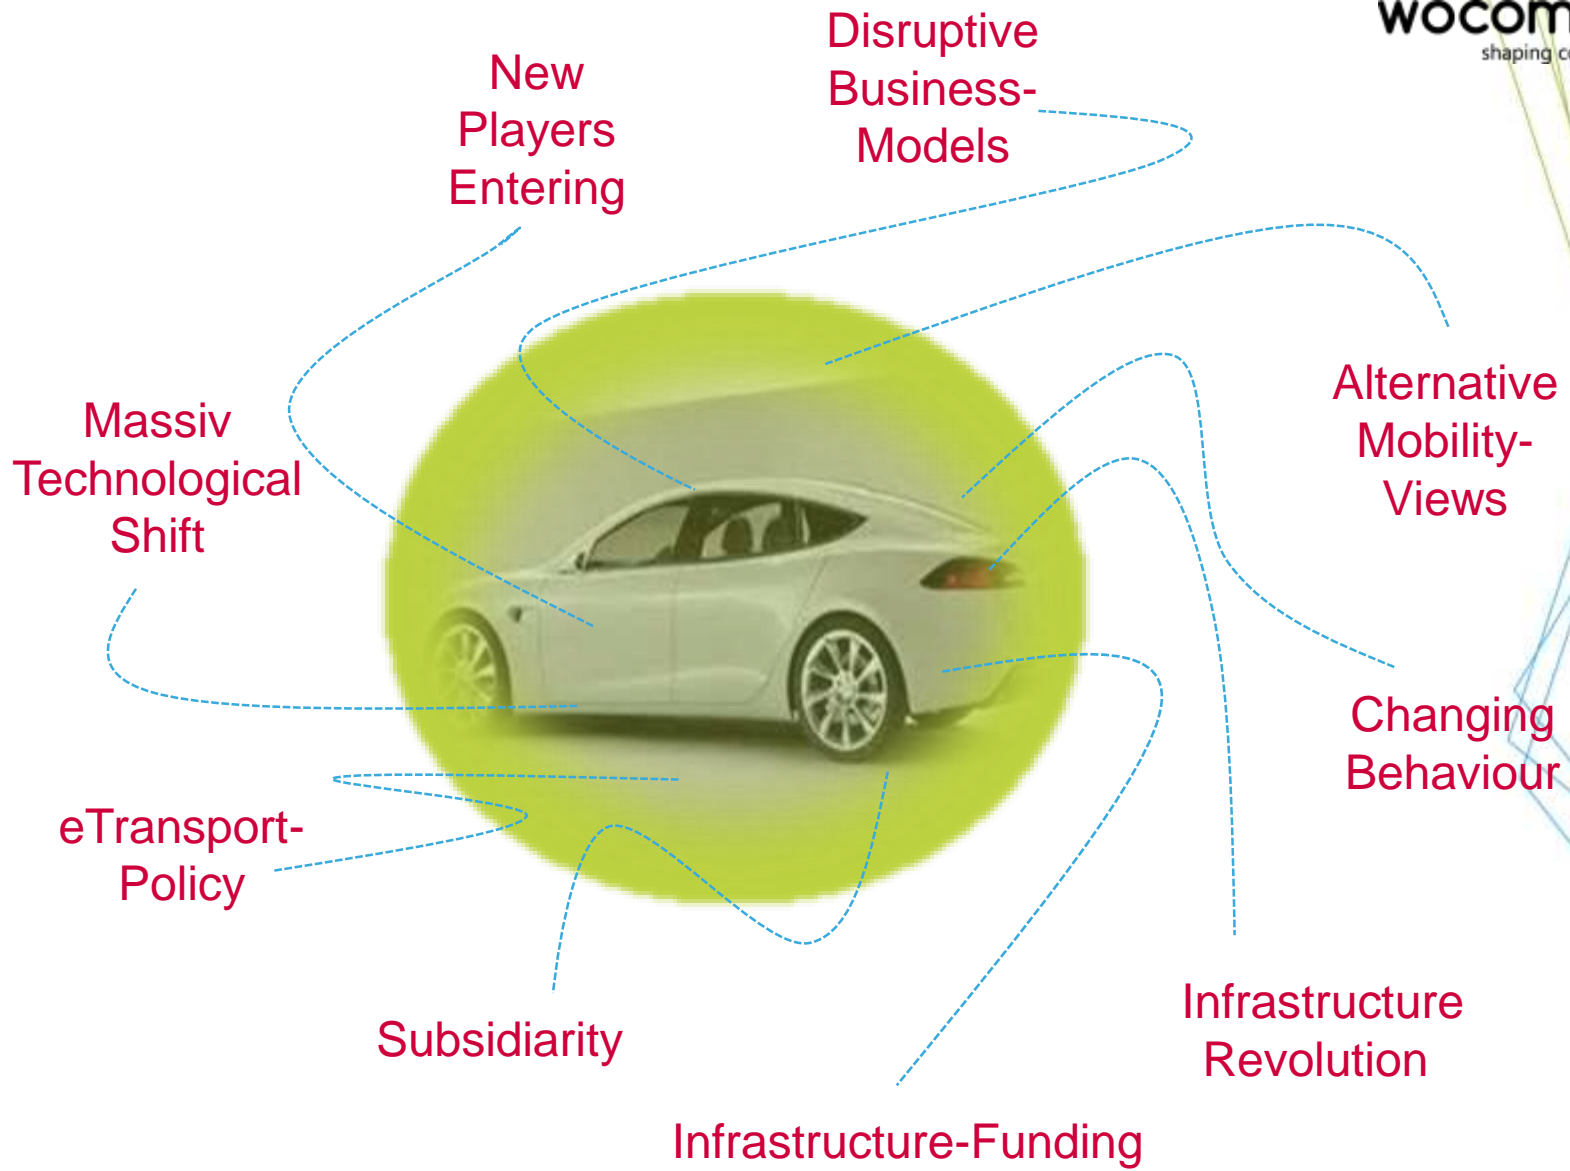 wocom
shaping co
Disruptive
Business-
Models
New
Players
Entering
Alternative
Mobility-
Views
Massiv
Technological
Shift
Changing
Behaviour
eTransport-
Policy
Subsidiarity
Infrastructure
Revolution
Infrastructure-Funding